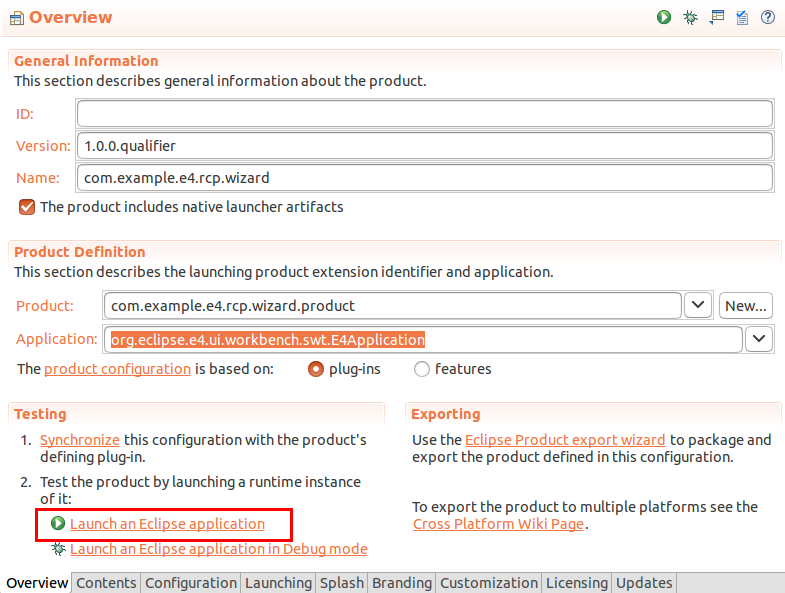 Overview
General Information
This section describes general information about the product.
ID:
Version: 1.0.0.qualifier
Name: com.example.e4.rcp.wizard
The product includes native launcher artifacts
Product Definition
This section describes the launching product extension identifier and application.
Product: com.example.e4.rcp.wizard.product New...
Application: org.eclipse.e4.ui.workbench.swt.E4Application
The product configuration is based on: plug-ins features
Testing
1. Synchronize this configuration with the product's
defining plug-in.
2. Test the product by launching a runtime instance
of it:
Launch an Eclipse application
Launch an Eclipse application in Debug mode
Exporting
Use the Eclipse Product export wizard to package and
export the product defined in this configuration.
To export the product to multiple platforms see the
Cross Platform Wiki Page.
Overview Contents Configuration Launching Splash Branding Customization Licensing Updates